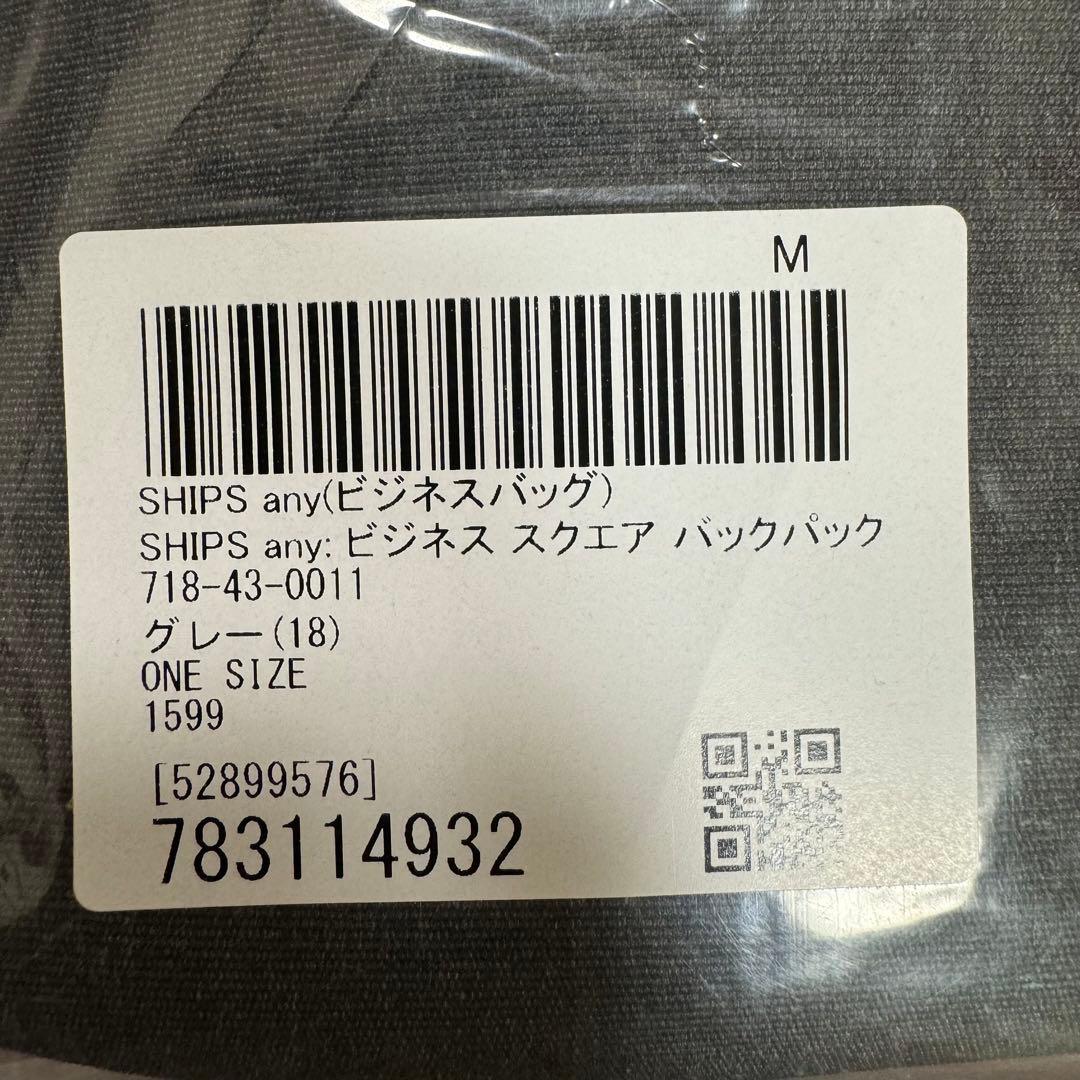 M
SHIPS any(ビジネスバッグ)
SHIPS any: ビジネス スクエア バックパック
718-43-0011
グレー(18)
ONE SIZE
1599
[52899576]
783114932